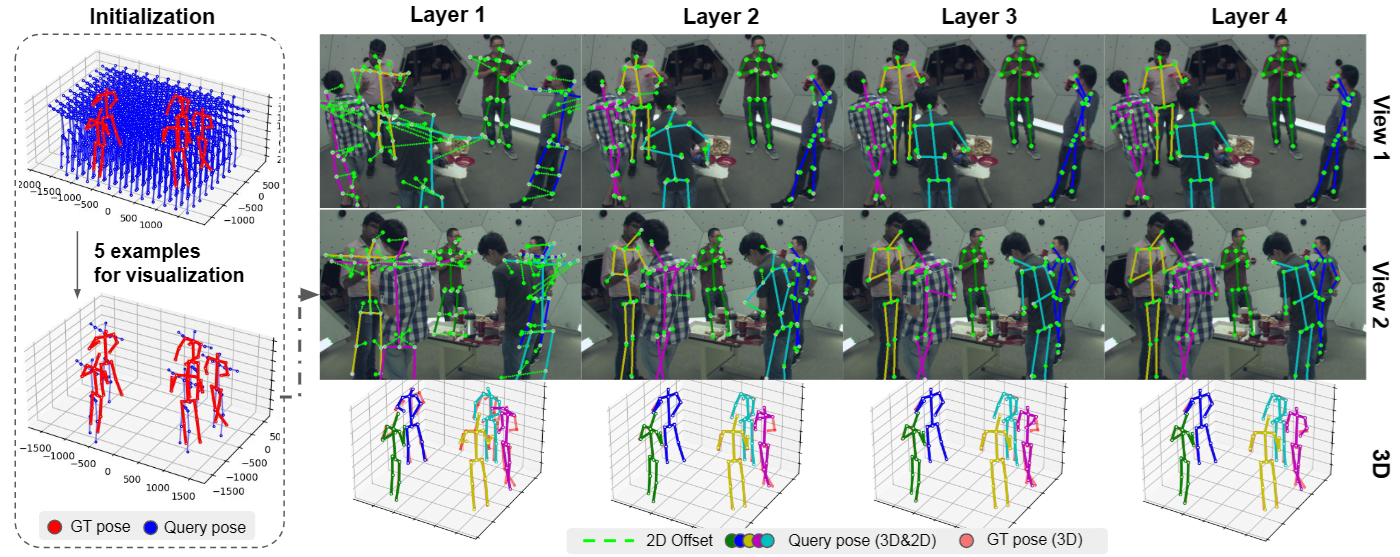 Initialization
Layer 1
Layer 2
Layer 3
Layer 4
2000
−1500
−1000
−500
0
500
1000
−1000
−500
0
500
5 examples
for visualization
−1500
−1000
−500
0
500
1000
1500
−1500
−1000
−500
0
50
GT pose
Query pose
View 1
View 2
3D
2D Offset
Query pose (3D&2D)
GT pose (3D)